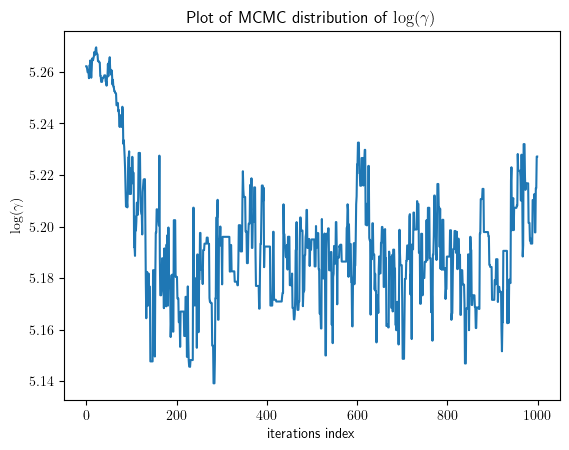 Plot of MCMC distribution of log(γ)
5.26
5.24
5.22
5.20
5.18
5.16
5.14
log(γ)
0 200 400 600 800 1000
iterations index